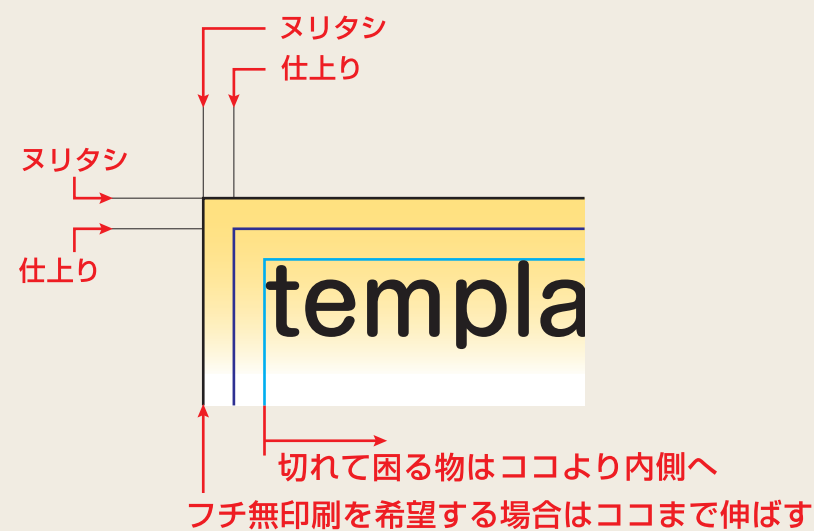 ヌリタシ
仕上り
ヌリタシ
仕上り
templa
切れて困る物はココより内側へ
フチ無印刷を希望する場合はココまで伸ばす